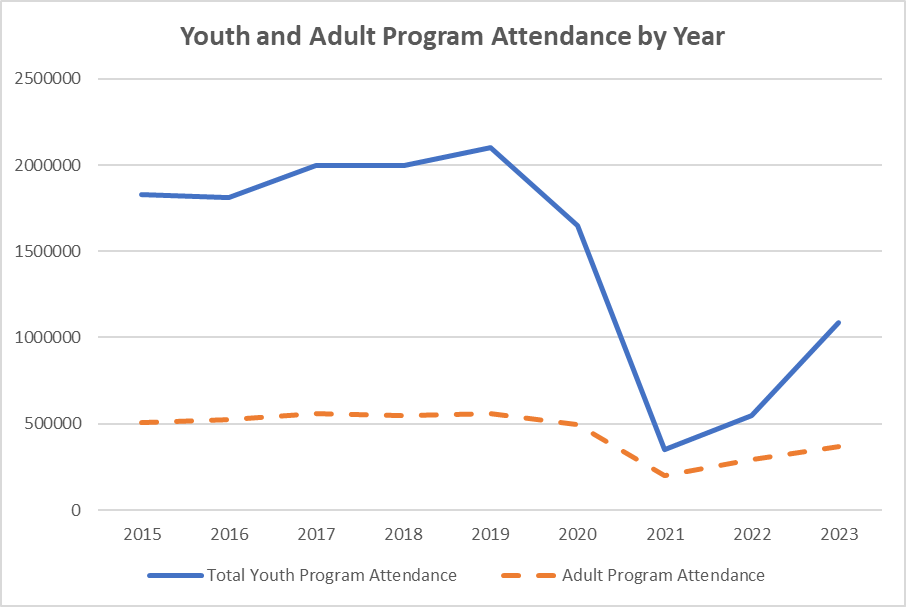 Youth and Adult Program Attendance by Year
2500000
2000000
1500000
1000000
500000
0
2015 2016 2017 2018 2019 2020 2021 2022 2023
Total Youth Program Attendance Adult Program Attendance